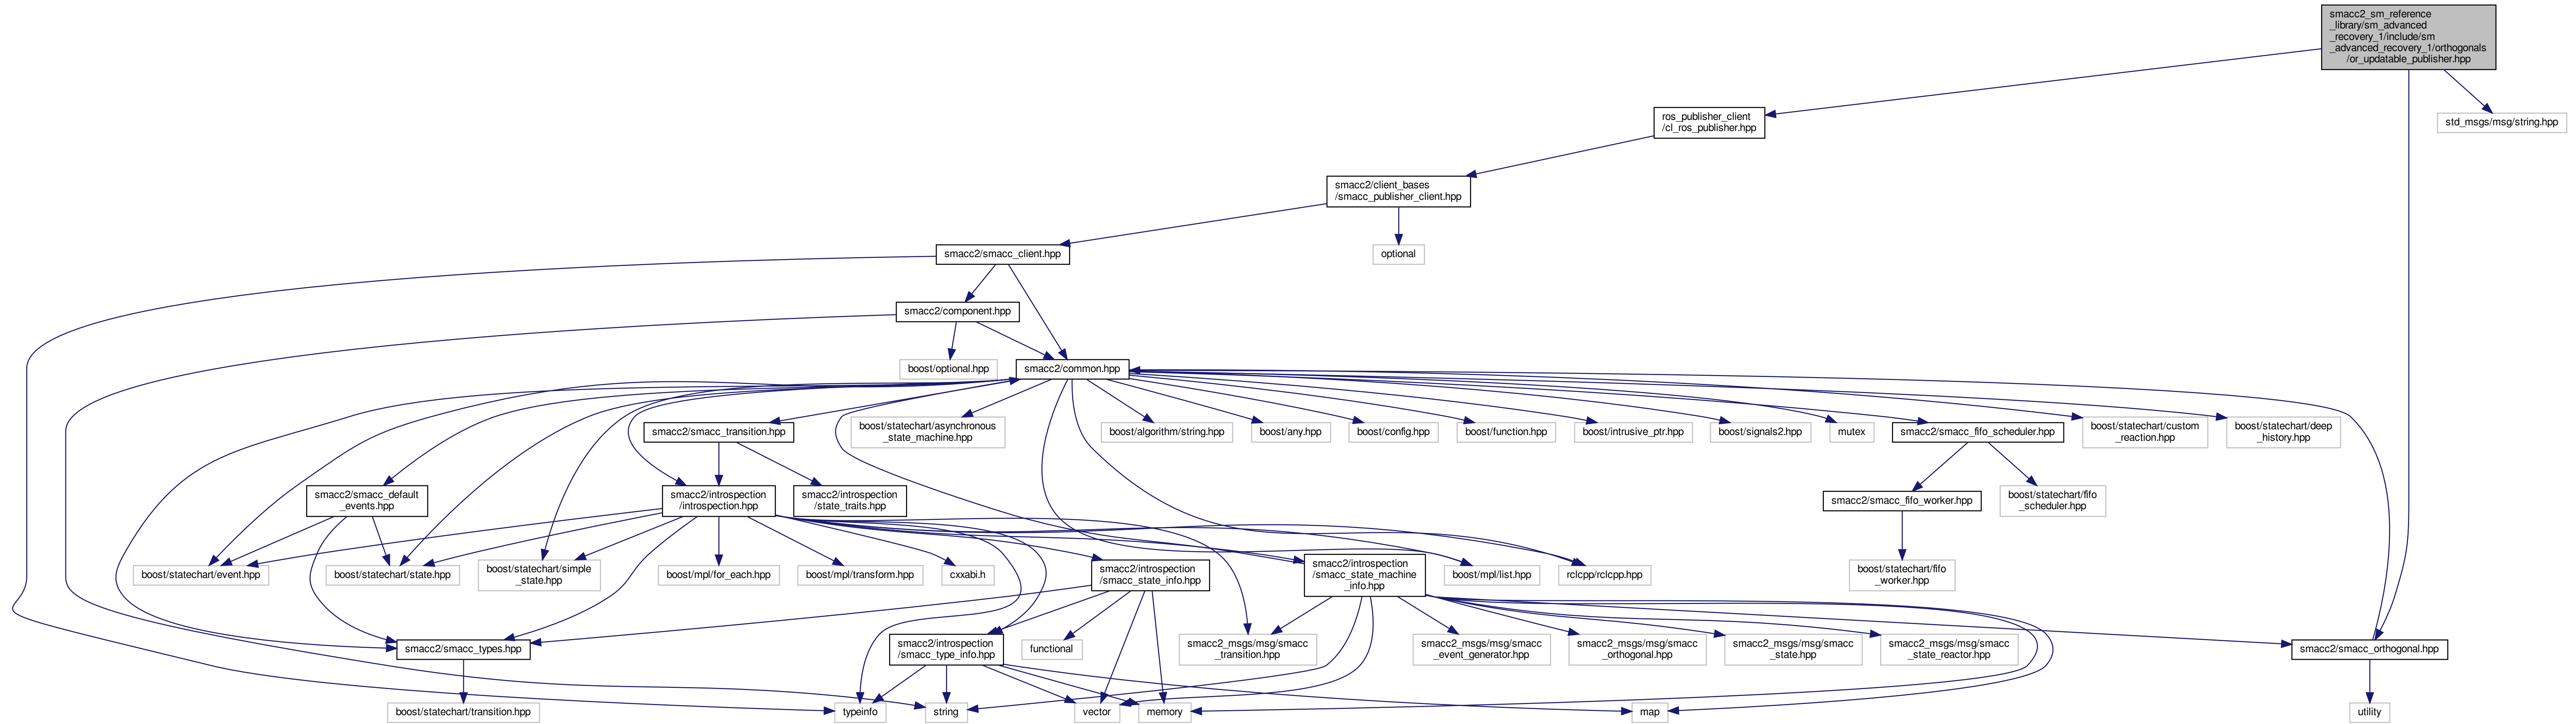 smacc2_sm_reference
_library/sm_advanced
_recovery_1/include/sm
_advanced_recovery_1/orthogonals
/or_updatable_publisher.hpp
ros_publisher_client
/cl_ros_publisher.hpp
std_msgs/msg/string.hpp
smacc2/client_bases
/smacc_publisher_client.hpp
smacc2/smacc_client.hpp
optional
smacc2/component.hpp
boost/optional.hpp
smacc2/common.hpp
smacc2/smacc_transition.hpp
boost/statechart/asynchronous
_state_machine.hpp
boost/algorithm/string.hpp
boost/any.hpp
boost/config.hpp
boost/function.hpp
boost/intrusive_ptr.hpp
boost/signals2.hpp
mutex
smacc2/smacc_fifo_scheduler.hpp
boost/statechart/custom
_reaction.hpp
boost/statechart/deep
_history.hpp
smacc2/smacc_default
_events.hpp
smacc2/introspection
/introspection.hpp
smacc2/introspection
/state_traits.hpp
smacc2/smacc_fifo_worker.hpp
boost/statechart/fifo
_scheduler.hpp
boost/statechart/event.hpp
boost/statechart/state.hpp
boost/statechart/simple
_state.hpp
boost/mpl/for_each.hpp
boost/mpl/transform.hpp
cxxabi.h
smacc2/introspection
/smacc_state_info.hpp
smacc2/introspection
/smacc_state_machine
_info.hpp
boost/mpl/list.hpp
rclcpp/rclcpp.hpp
boost/statechart/fifo
_worker.hpp
smacc2/smacc_types.hpp
smacc2/introspection
/smacc_type_info.hpp
functional
smacc2_msgs/msg/smacc
_transition.hpp
smacc2_msgs/msg/smacc
_event_generator.hpp
smacc2_msgs/msg/smacc
_orthogonal.hpp
smacc2_msgs/msg/smacc
_state.hpp
smacc2_msgs/msg/smacc
_state_reactor.hpp
smacc2/smacc_orthogonal.hpp
boost/statechart/transition.hpp
typeinfo
string
vector
memory
map
utility